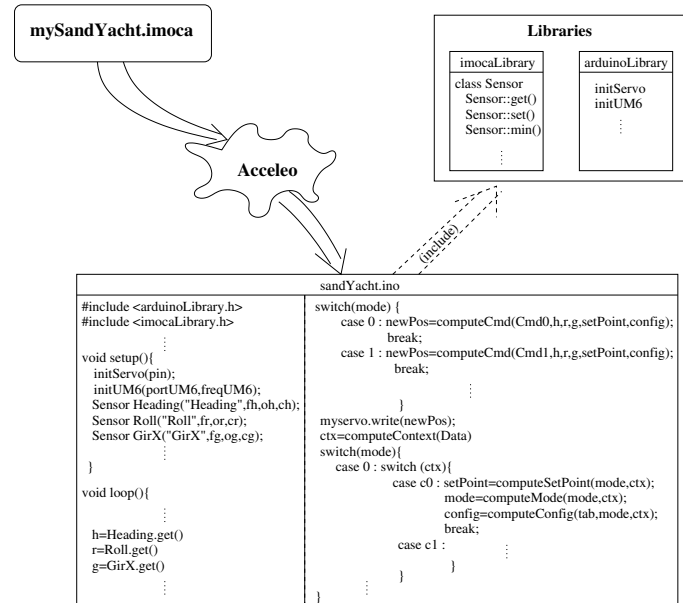 mySandYacht.imoca
Libraries
imocaLibrary
class Sensor
Sensor::get()
Sensor::set()
Sensor::min()
arduinoLibrary
initServo
initUM6
Acceleo
(include)
sandYacht.ino
#include <arduinoLibrary.h>
#include <imocaLibrary.h>
void setup(){
initServo(pin);
initUM6(portUM6,freqUM6);
Sensor Heading("Heading",fh,oh,ch);
Sensor Roll("Roll",fr,or,cr);
Sensor GirX("GirX",fg,og,cg);
}
void loop(){
h=Heading.get()
r=Roll.get()
g=GirX.get()
switch(mode) {
case 0 : newPos=computeCmd(Cmd0,h,r,g,setPoint,config);
break;
case 1 : newPos=computeCmd(Cmd1,h,r,g,setPoint,config);
break;
}
myservo.write(newPos);
ctx=computeContext(Data)
switch(mode){
case 0 : switch (ctx){
case c0 : setPoint=computeSetPoint(mode,ctx);
mode=computeMode(mode,ctx);
config=computeConfig(tab,mode,ctx);
break;
case c1 :
}
}
}